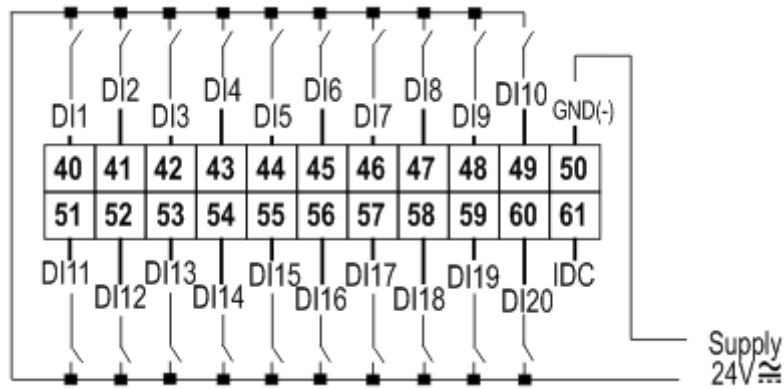 DI1 DI2 DI3 DI4 DI5 DI6 DI7 DI8 DI9 DI10 GND(-)
40 41 42 43 44 45 46 47 48 49 50
51 52 53 54 55 56 57 58 59 60 61
DI11 DI12 DI13 DI14 DI15 DI16 DI17 DI18 DI19 DI20 IDC
Supply
24V